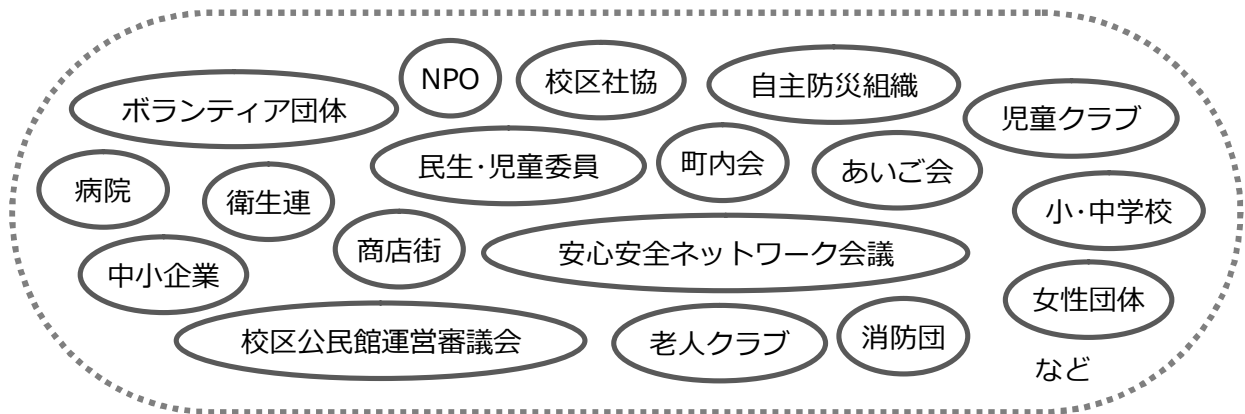 NPO
校区社協
自主防災組織
ボランティア団体
児童クラブ
民生・児童委員
町内会
あいご会
病院
衛生連
小・中学校
商店街
安心安全ネットワーク会議
中小企業
女性団体
校区公民館運営審議会
老人クラブ
消防団
など